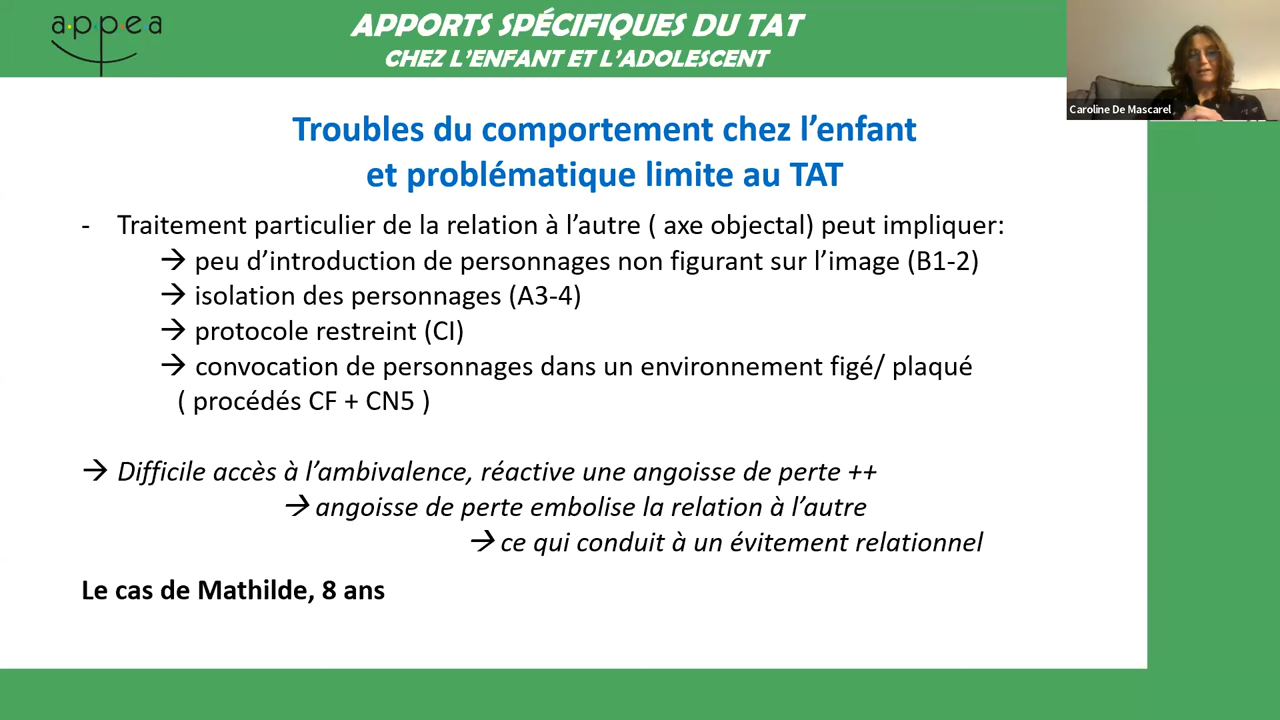 appea
APPORTS SPÉCIFIQUES DU TAT
CHEZ L'ENFANT ET L'ADOLESCENT
Caroline De Mascarel
Troubles du comportement chez l'enfant
et problématique limite au TAT
- Traitement particulier de la relation à l'autre ( axe objectal) peut impliquer:
→ peu d'introduction de personnages non figurant sur l'image (B1-2)
→ isolation des personnages (A3-4)
→ protocole restreint (CI)
→ convocation de personnages dans un environnement figé/ plaqué
( procédés CF + CN5 )
→ Difficile accès à l'ambivalence, réactive une angoisse de perte ++
→ angoisse de perte embolise la relation à l'autre
→ ce qui conduit à un évitement relationnel
Le cas de Mathilde, 8 ans